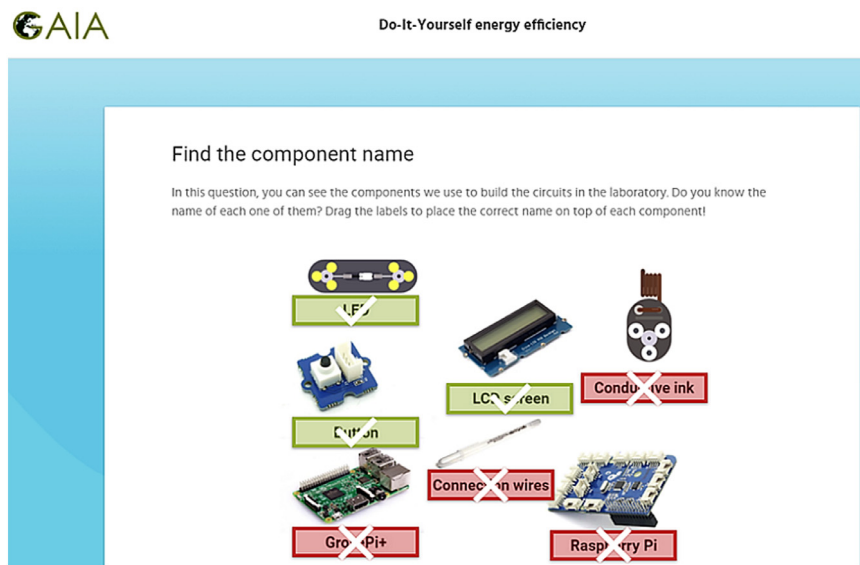 GAIA
Do-It-Yourself energy efficiency
Find the component name
In this question, you can see the components we use to build the circuits in the laboratory. Do you know the
name of each one of them? Drag the labels to place the correct name on top of each component!
LED
LCD screen
Conductive ink
Button
Connection wires
GrovePi+
Raspberry Pi